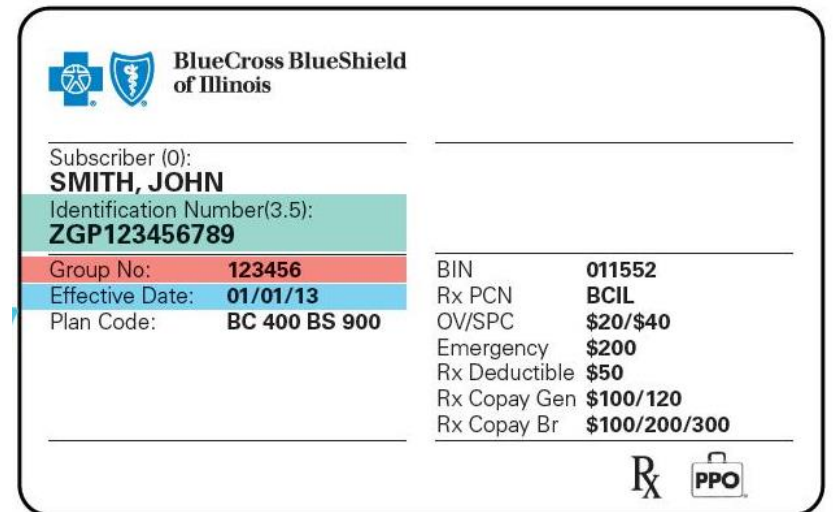 BlueCross BlueShield
of Illinois
Subscriber (0):
SMITH, JOHN
Identification Number(3.5):
ZGP123456789
Group No: 123456
Effective Date: 01/01/13
Plan Code: BC 400 BS 900
BIN 011552
Rx PCN BCIL
OV/SPC $20/$40
Emergency $200
Rx Deductible $50
Rx Copay Gen $100/120
Rx Copay Br $100/200/300
Rx PPO